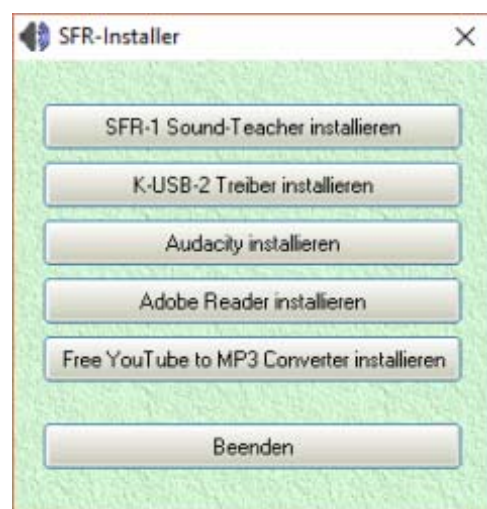 SFR-Installer
SFR-1 Sound-Teacher installieren
K-USB-2 Treiber installieren
Audacity installieren
Adobe Reader installieren
Free YouTube to MP3 Converter installieren
Beenden